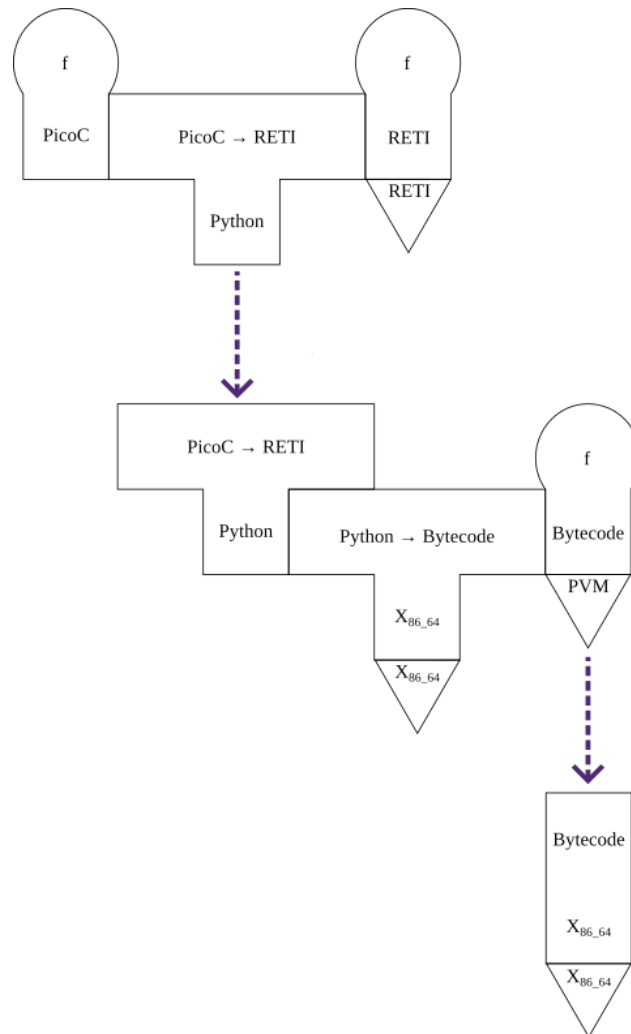 f
f
PicoC
PicoC → RETI
RETI
RETI
Python
PicoC → RETI
f
Python
Python → Bytecode
Bytecode
PVM
X86_64
X86_64
Bytecode
X86_64
X86_64